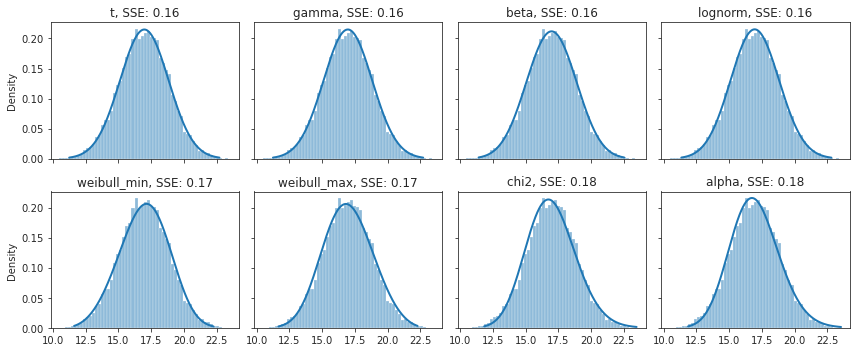 t, SSE: 0.16
gamma, SSE: 0.16
beta, SSE: 0.16
lognorm, SSE: 0.16
Density
0.20
0.15
0.10
0.05
0.00
weibull_min, SSE: 0.17
weibull_max, SSE: 0.17
chi2, SSE: 0.18
alpha, SSE: 0.18
Density
0.20
0.15
0.10
0.05
0.00
10.0 12.5 15.0 17.5 20.0 22.5
10.0 12.5 15.0 17.5 20.0 22.5
10.0 12.5 15.0 17.5 20.0 22.5
10.0 12.5 15.0 17.5 20.0 22.5